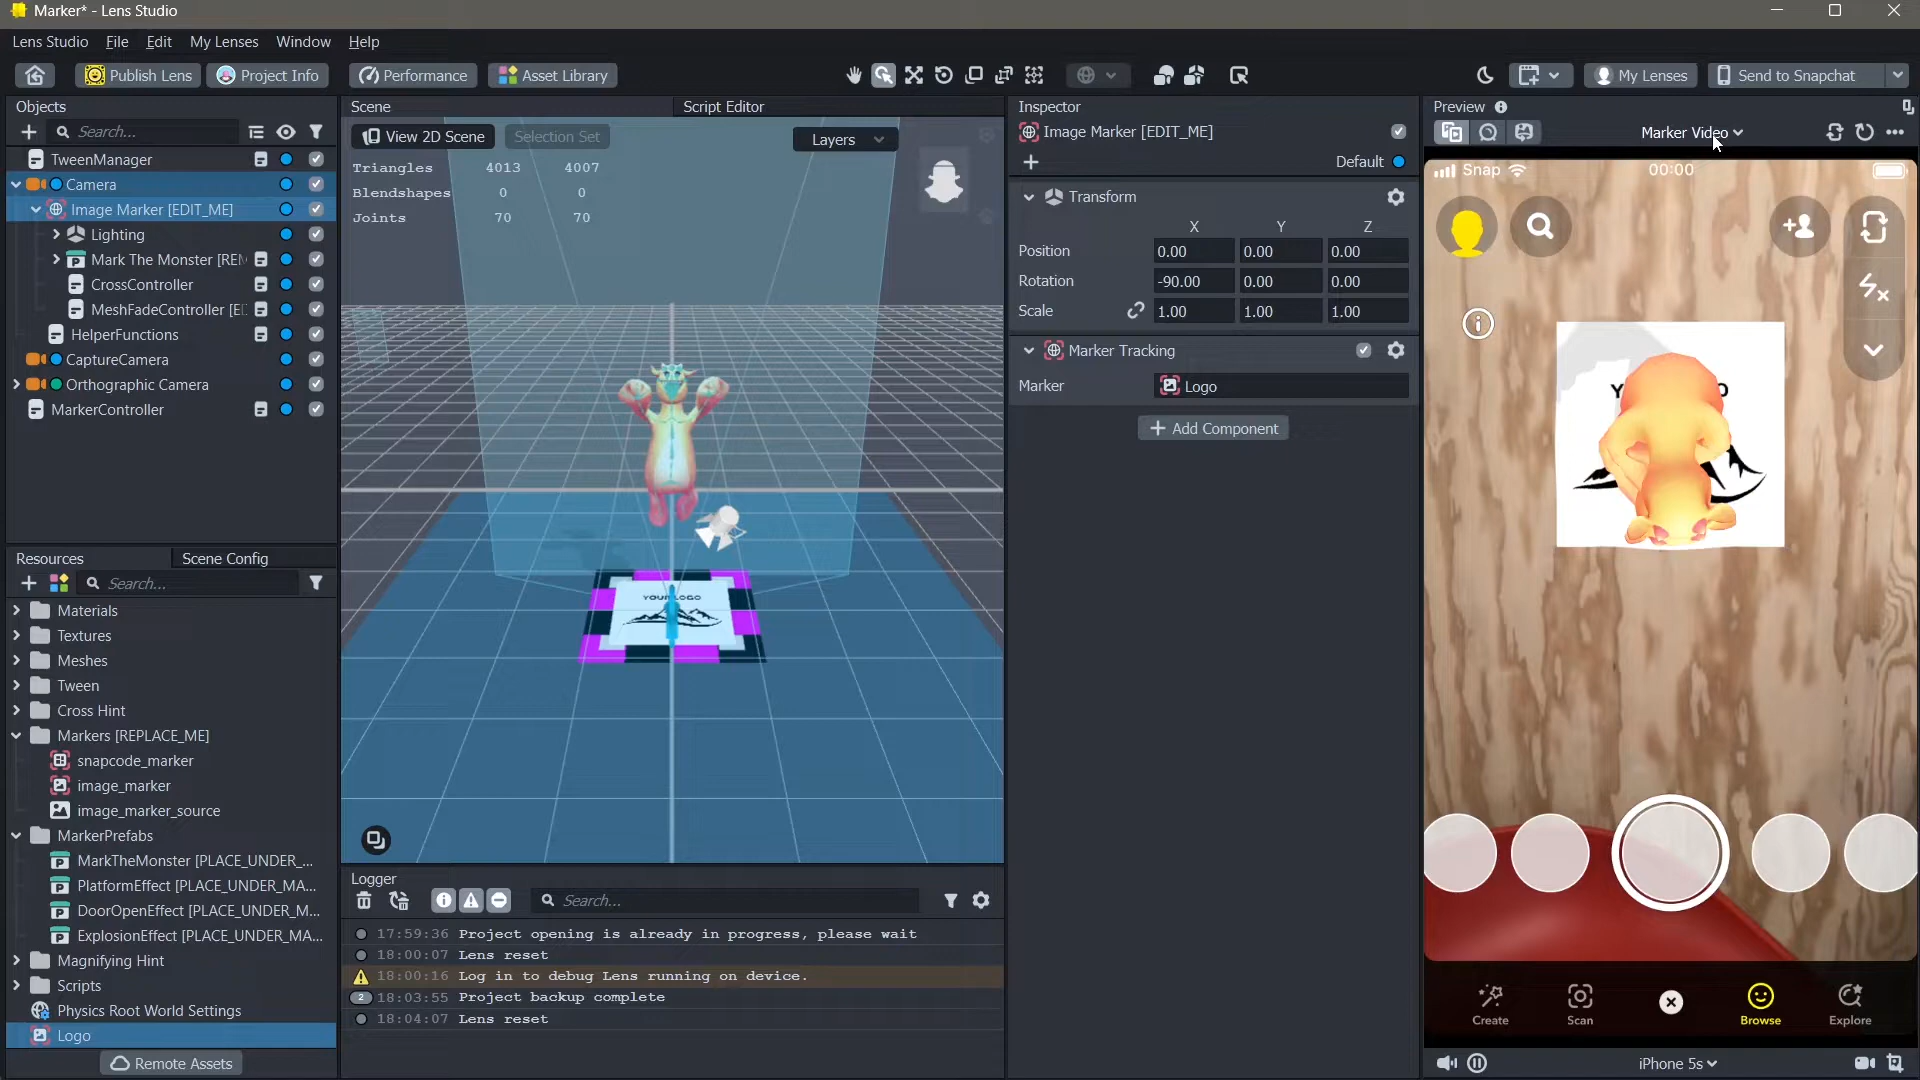 Marker* - Lens Studio
Lens Studio File Edit My Lenses Window Help
Publish Lens Project Info Performance Asset Library My Lenses Send to Snapchat
Objects
Search...
TweenManager
Camera
Image Marker [EDIT_ME]
Lighting
Mark The Monster [REM
CrossController
MeshFadeController [E
HelperFunctions
CaptureCamera
Orthographic Camera
MarkerController
Resources Scene Config
Search...
Materials
Textures
Meshes
Tween
Cross Hint
Markers [REPLACE_ME]
snapcode_marker
image_marker
image_marker_source
MarkerPrefabs
MarkTheMonster [PLACE_UNDER_...
PlatformEffect [PLACE_UNDER_MA...
DoorOpenEffect [PLACE_UNDER_M...
ExplosionEffect [PLACE_UNDER_MA...
Magnifying Hint
Scripts
Physics Root World Settings
Logo
Remote Assets
Scene Script Editor
View 2D Scene Selection Set Layers
Triangles 4013 4007
Blendshapes 0 0
Joints 70 70
YOUR LOGO
Logger
Search...
17:59:36 Project opening is already in progress, please wait
18:00:07 Lens reset
18:00:16 Log in to debug Lens running on device.
2 18:03:55 Project backup complete
18:04:07 Lens reset
Inspector
Image Marker [EDIT_ME]
Default
Transform
X Y Z
Position 0.00 0.00 0.00
Rotation -90.00 0.00 0.00
Scale 1.00 1.00 1.00
Marker Tracking
Marker Logo
Add Component
Preview
Marker Video
Snap 00:00
Y O
Create Scan Browse Explore
iPhone 5s